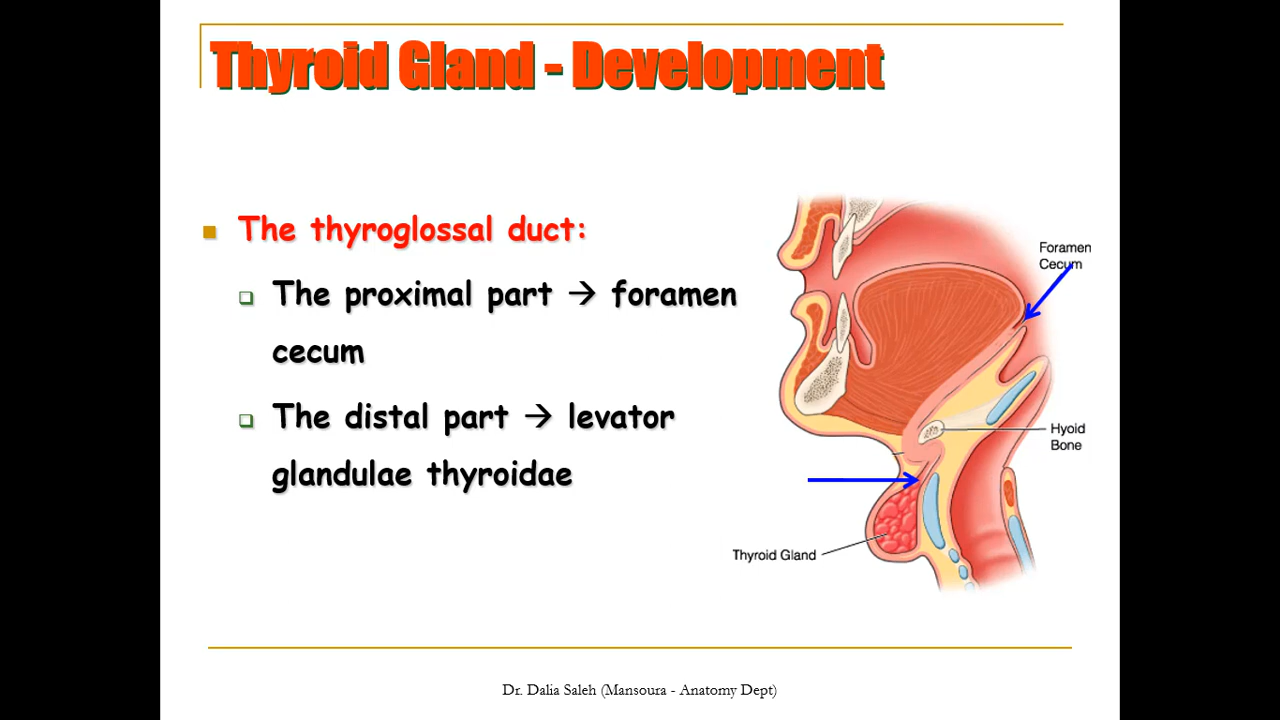 Thyroid Gland - Development
The thyroglossal duct:
The proximal part → foramen
cecum
The distal part → levator
glandulae thyroidae
Foramen
Cecum
Hyoid
Bone
Thyroid Gland
Dr. Dalia Saleh (Mansoura - Anatomy Dept)